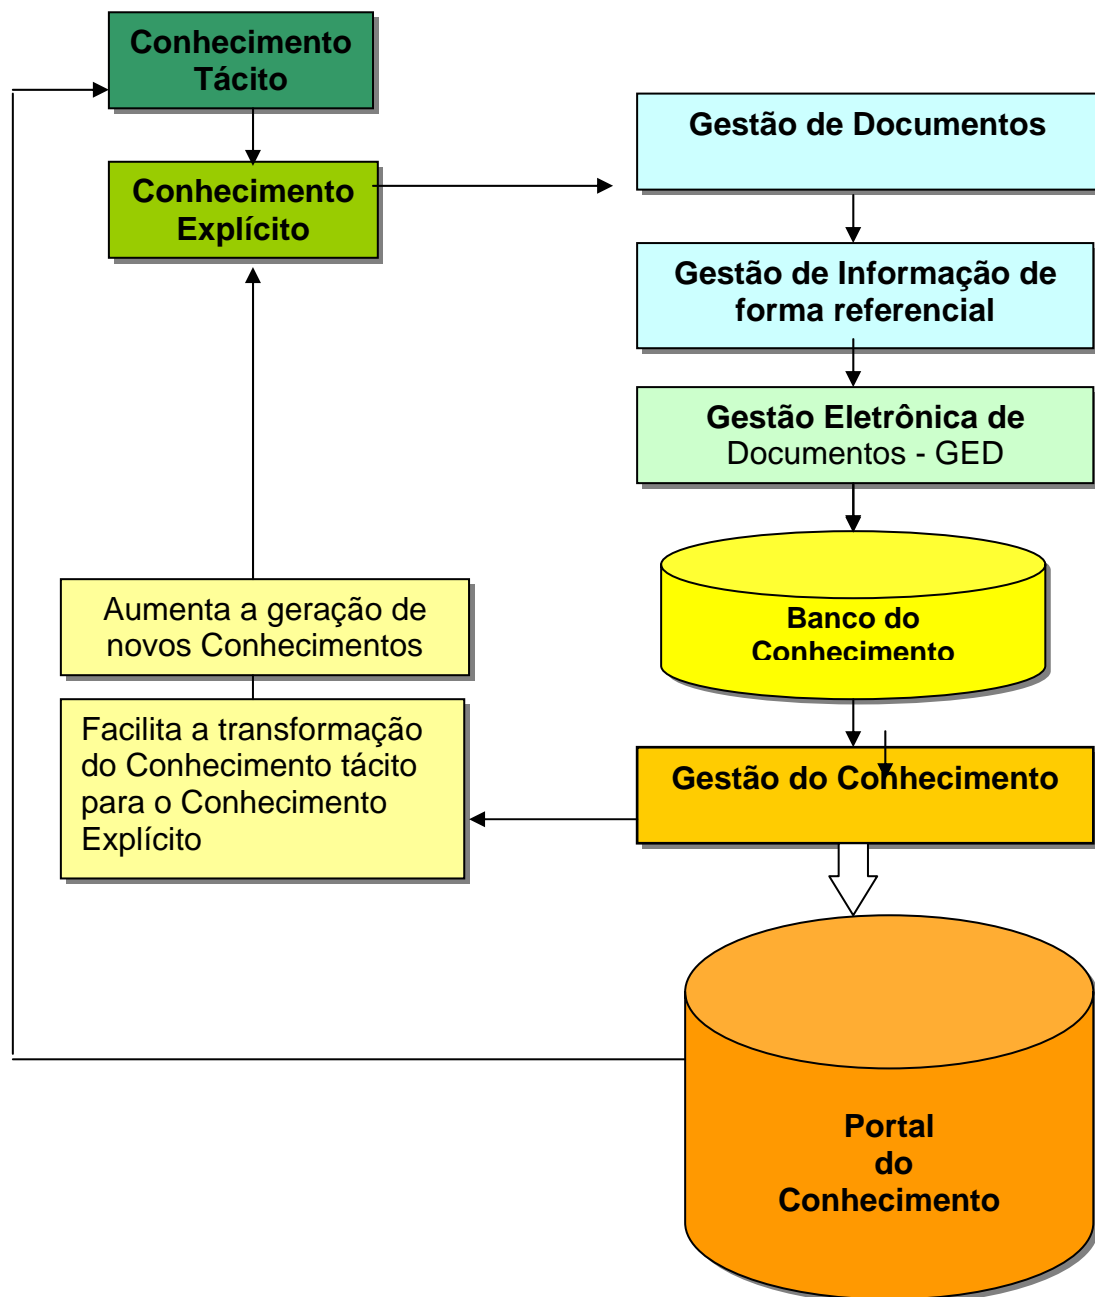 Conhecimento
Tácito
Conhecimento
Explícito
Gestão de Documentos
Gestão de Informação de
forma referencial
Gestão Eletrônica de
Documentos - GED
Banco do
Conhecimento
Gestão do Conhecimento
Aumenta a geração de
novos Conhecimentos
Facilita a transformação
do Conhecimento tácito
para o Conhecimento
Explícito
Portal
do
Conhecimento